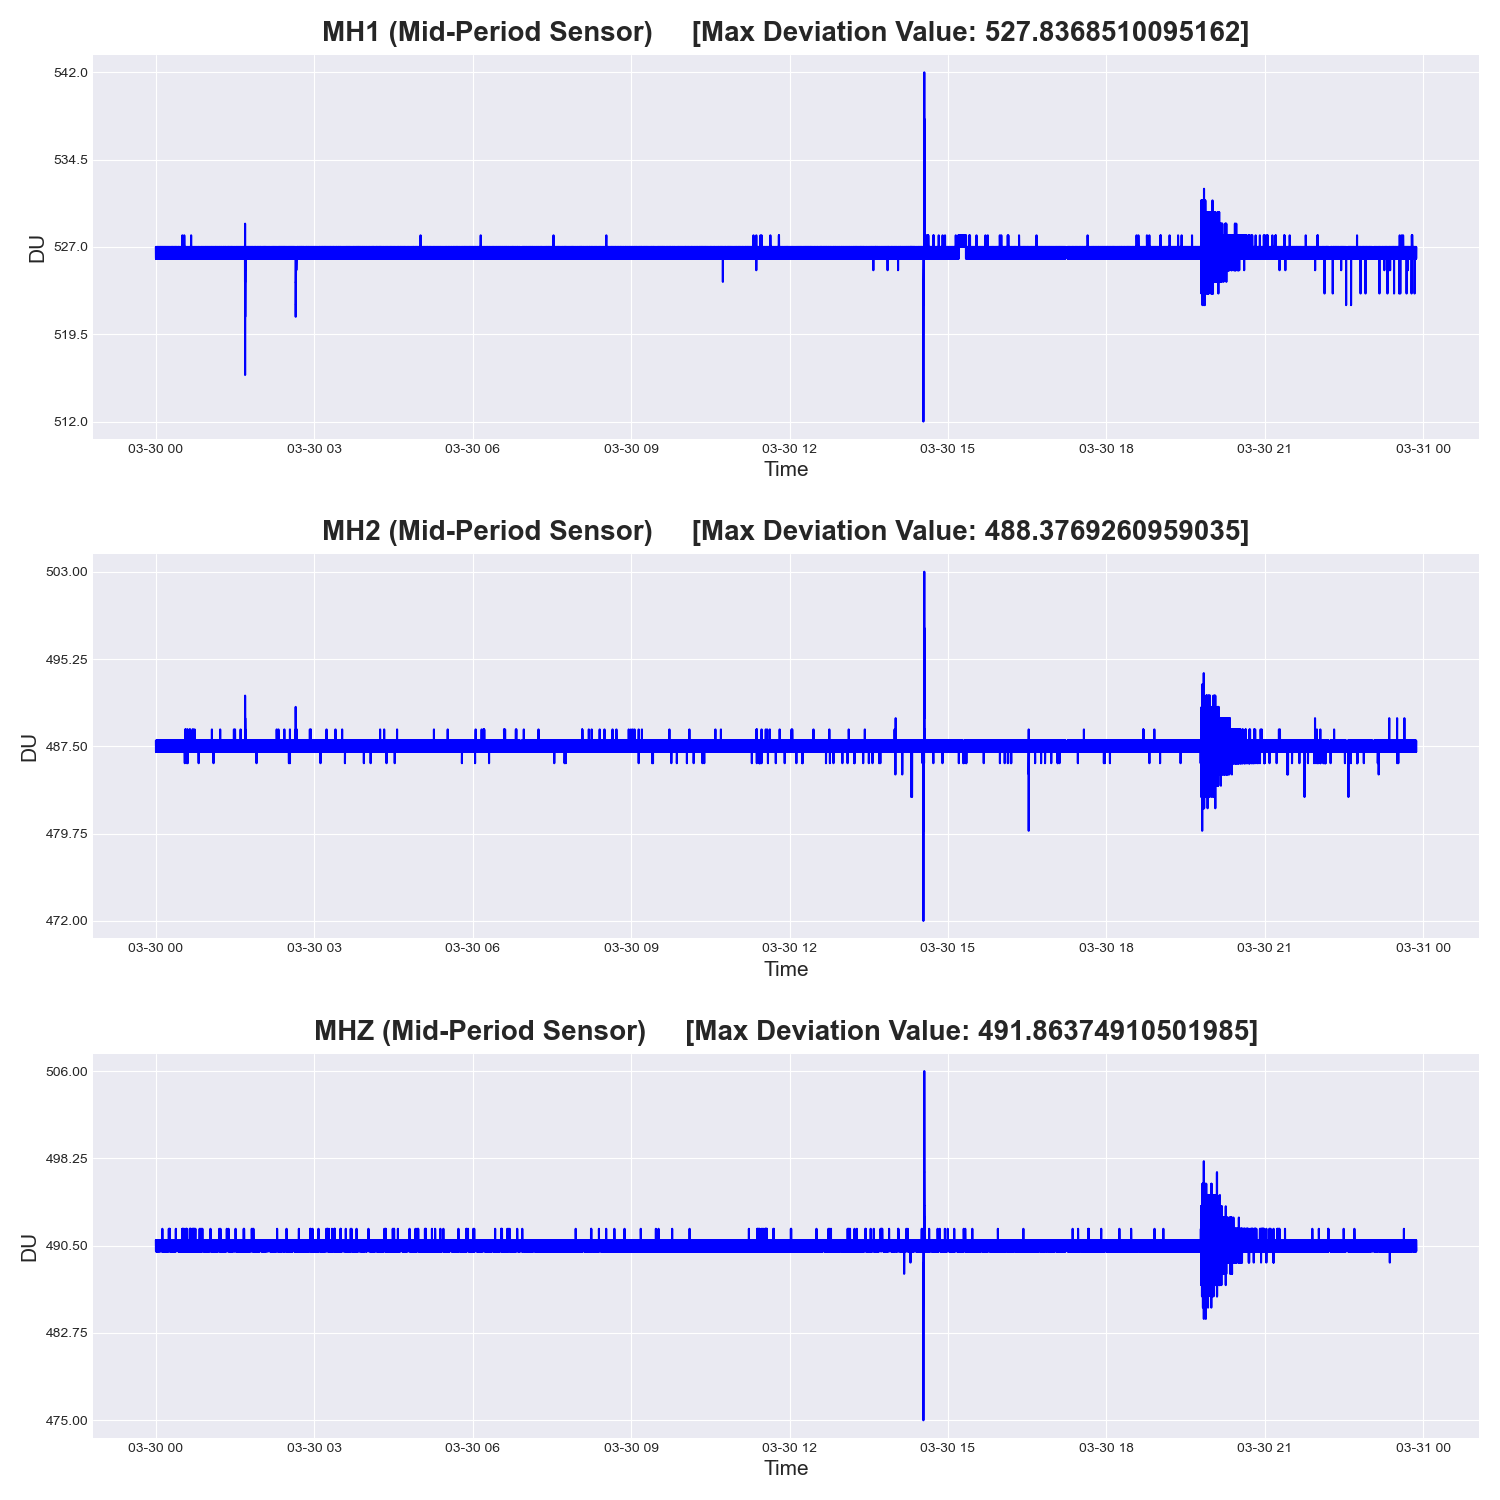 MH1 (Mid-Period Sensor) [Max Deviation Value: 527.8368510095162]
542.0
534.5
527.0
519.5
512.0
DU
03-30 00 03-30 03 03-30 06 03-30 09 03-30 12 03-30 15 03-30 18 03-30 21 03-31 00
Time
MH2 (Mid-Period Sensor) [Max Deviation Value: 488.3769260959035]
503.00
495.25
487.50
479.75
472.00
DU
03-30 00 03-30 03 03-30 06 03-30 09 03-30 12 03-30 15 03-30 18 03-30 21 03-31 00
Time
MHZ (Mid-Period Sensor) [Max Deviation Value: 491.86374910501985]
506.00
498.25
490.50
482.75
475.00
DU
03-30 00 03-30 03 03-30 06 03-30 09 03-30 12 03-30 15 03-30 18 03-30 21 03-31 00
Time